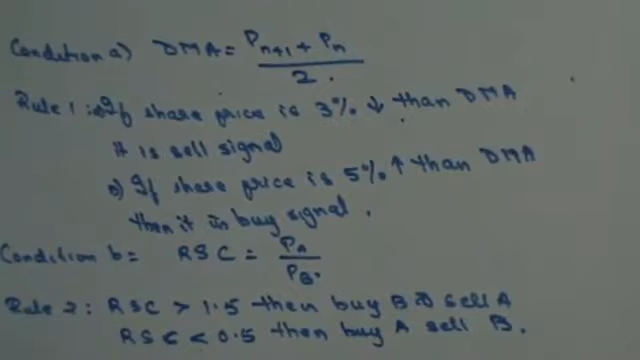 Condition a) DMA = Pn+1 + Pn / 2.
Rule 1: i) If share price is 3% ↓ than DMA
it is sell signal
ii) If share price is 5% ↑ than DMA
then it is buy signal.
Condition b = RSC = PA / PB.
Rule 2: RSC > 1.5 then buy B & sell A
RSC < 0.5 then buy A sell B.